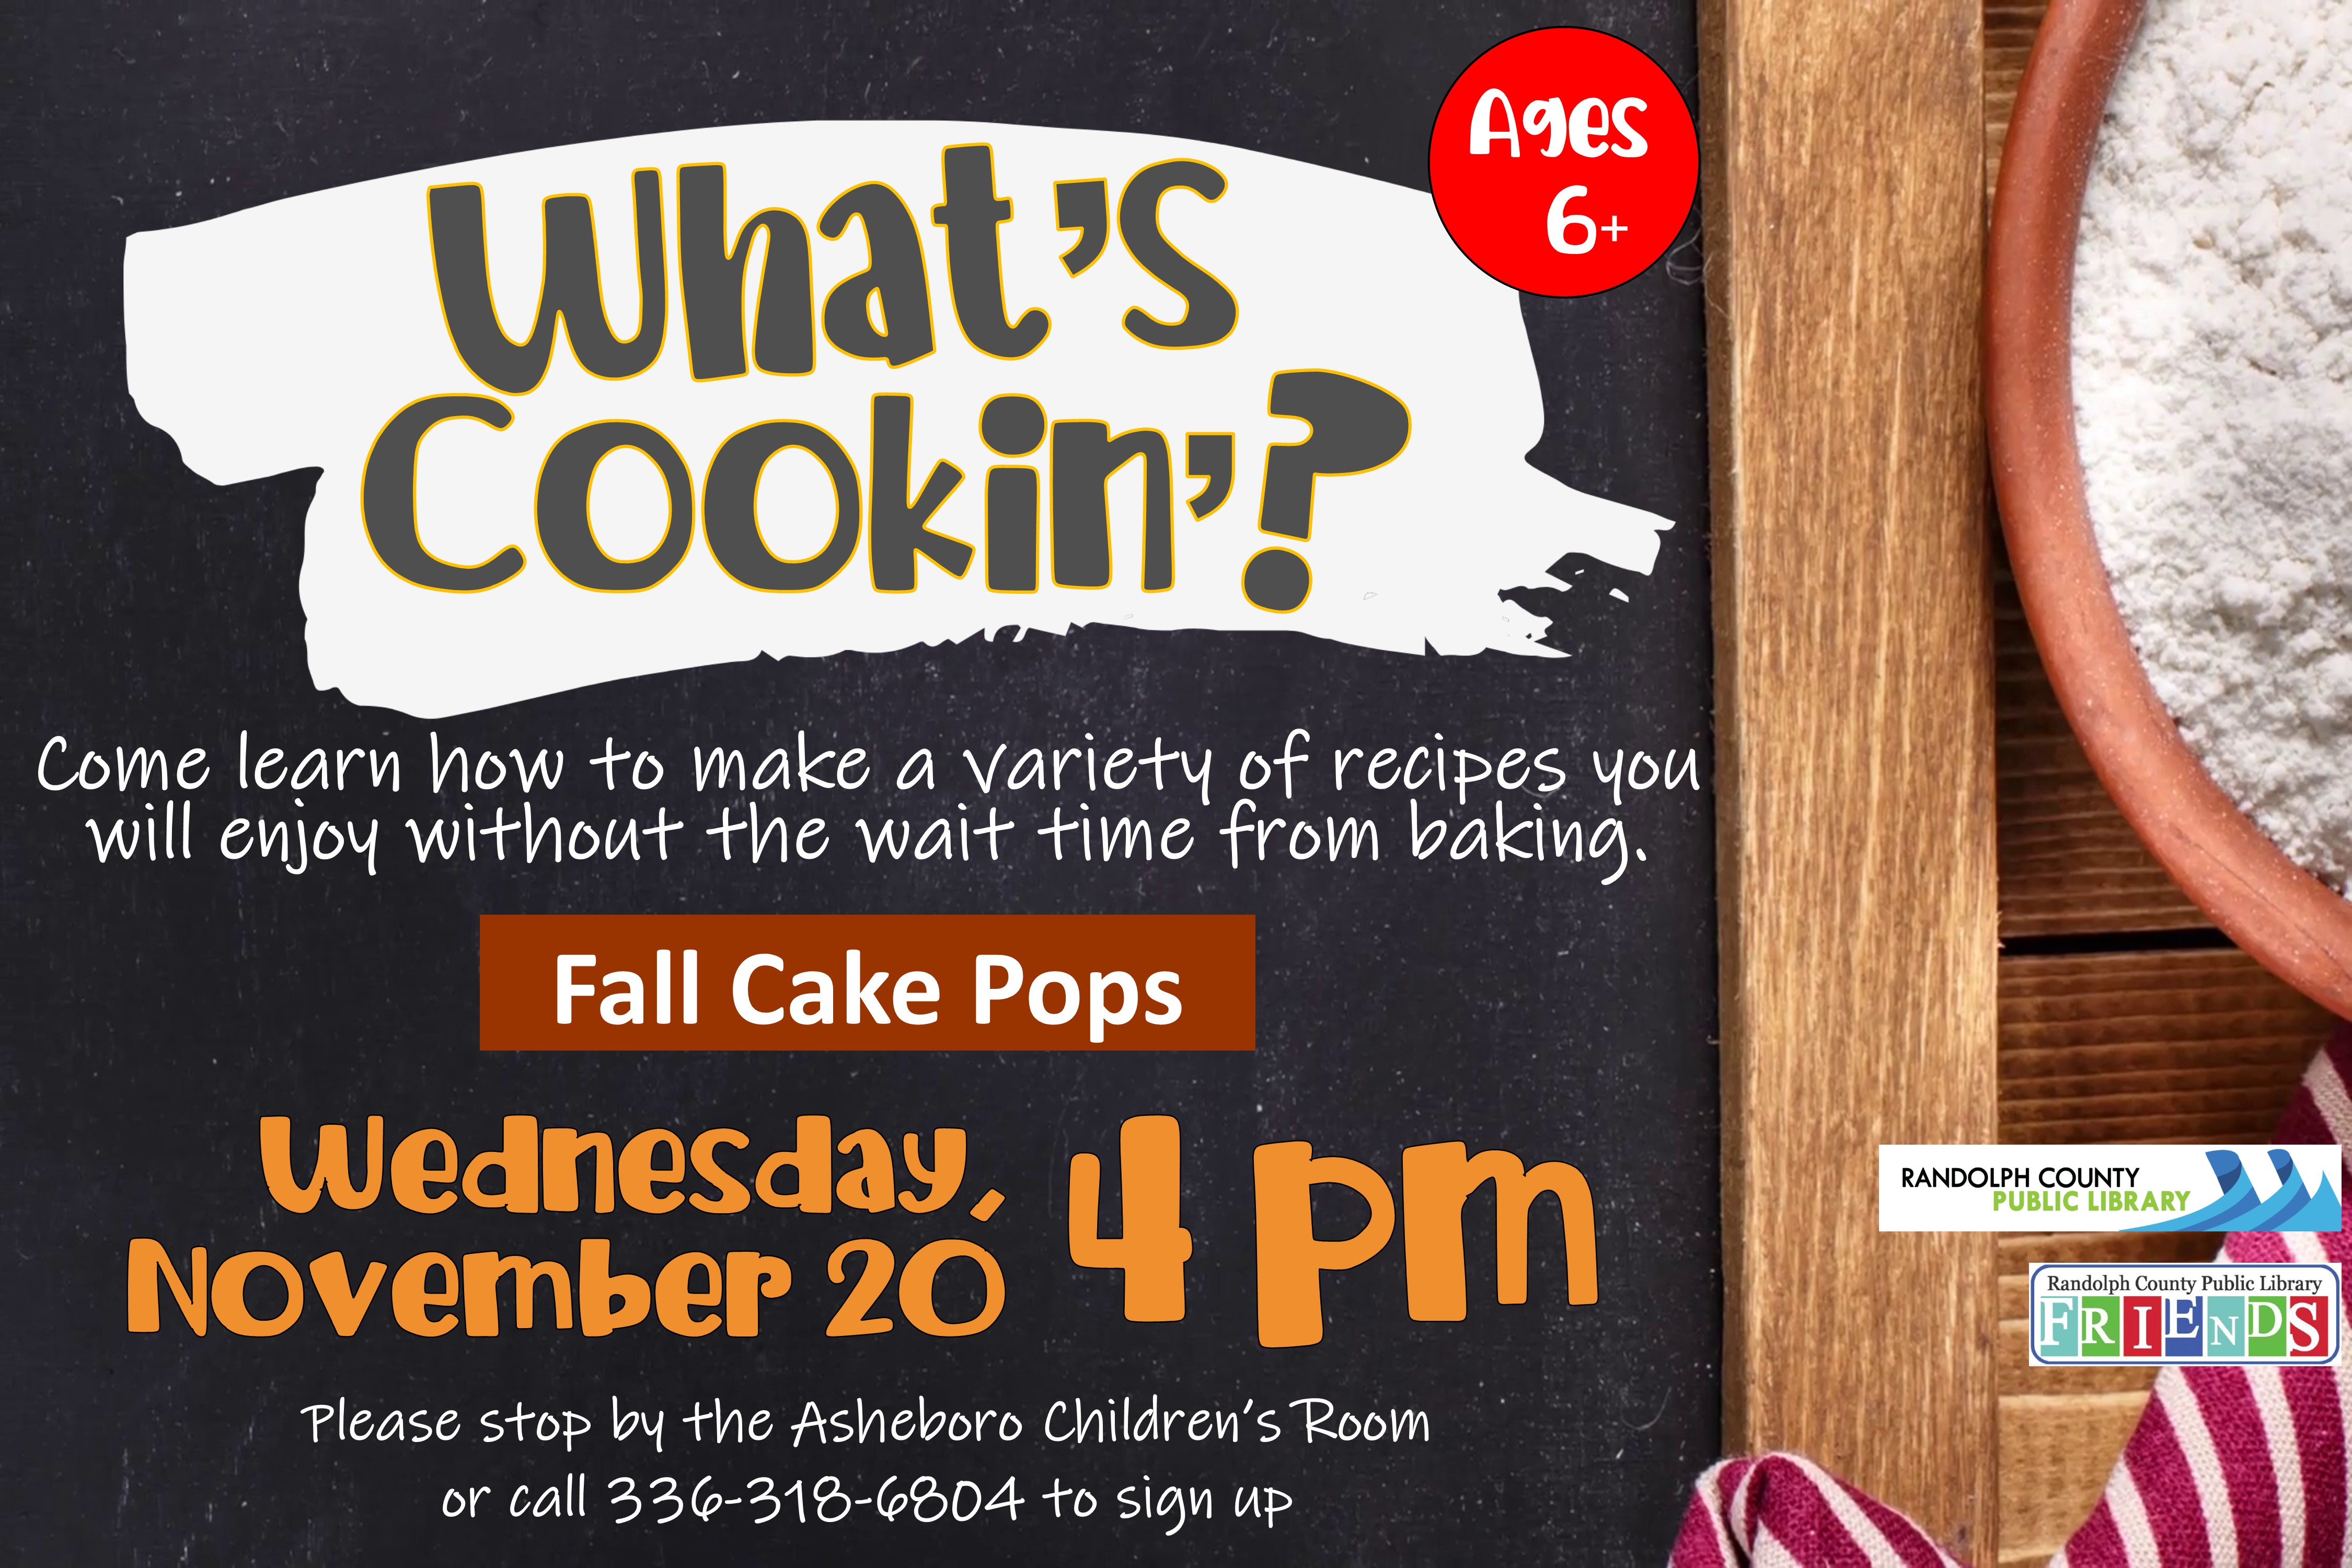 Ages
6+
What's
Cookin'?
Come learn how to make a variety of recipes you
will enjoy without the wait time from baking.
Fall Cake Pops
Wednesday,
November 20
4 pm
Please stop by the Asheboro Children's Room
or call 336-318-6804 to sign up
RANDOLPH COUNTY
PUBLIC LIBRARY
Randolph County Public Library
FRIENDS